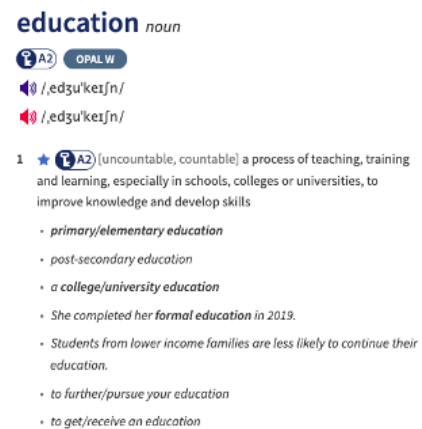 education noun
A2 OPAL W
/ˌedʒuˈkeɪʃn/
/ˌedʒuˈkeɪʃn/
1 ★ A2 [uncountable, countable] a process of teaching, training
and learning, especially in schools, colleges or universities, to
improve knowledge and develop skills
• primary/elementary education
• post-secondary education
• a college/university education
• She completed her formal education in 2019.
• Students from lower income families are less likely to continue their
education.
• to further/pursue your education
• to get/receive an education